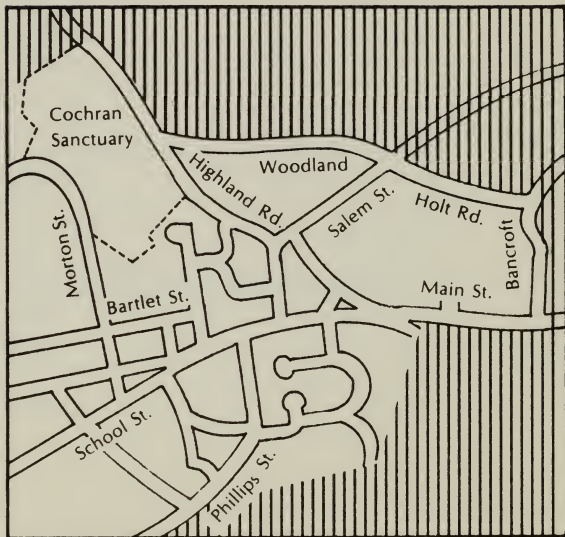 Cochran
Sanctuary
Woodland
Highland Rd.
Salem St.
Holt Rd.
Morton St.
Bancroft
Main St.
Bartlet St.
School St.
Phillips St.